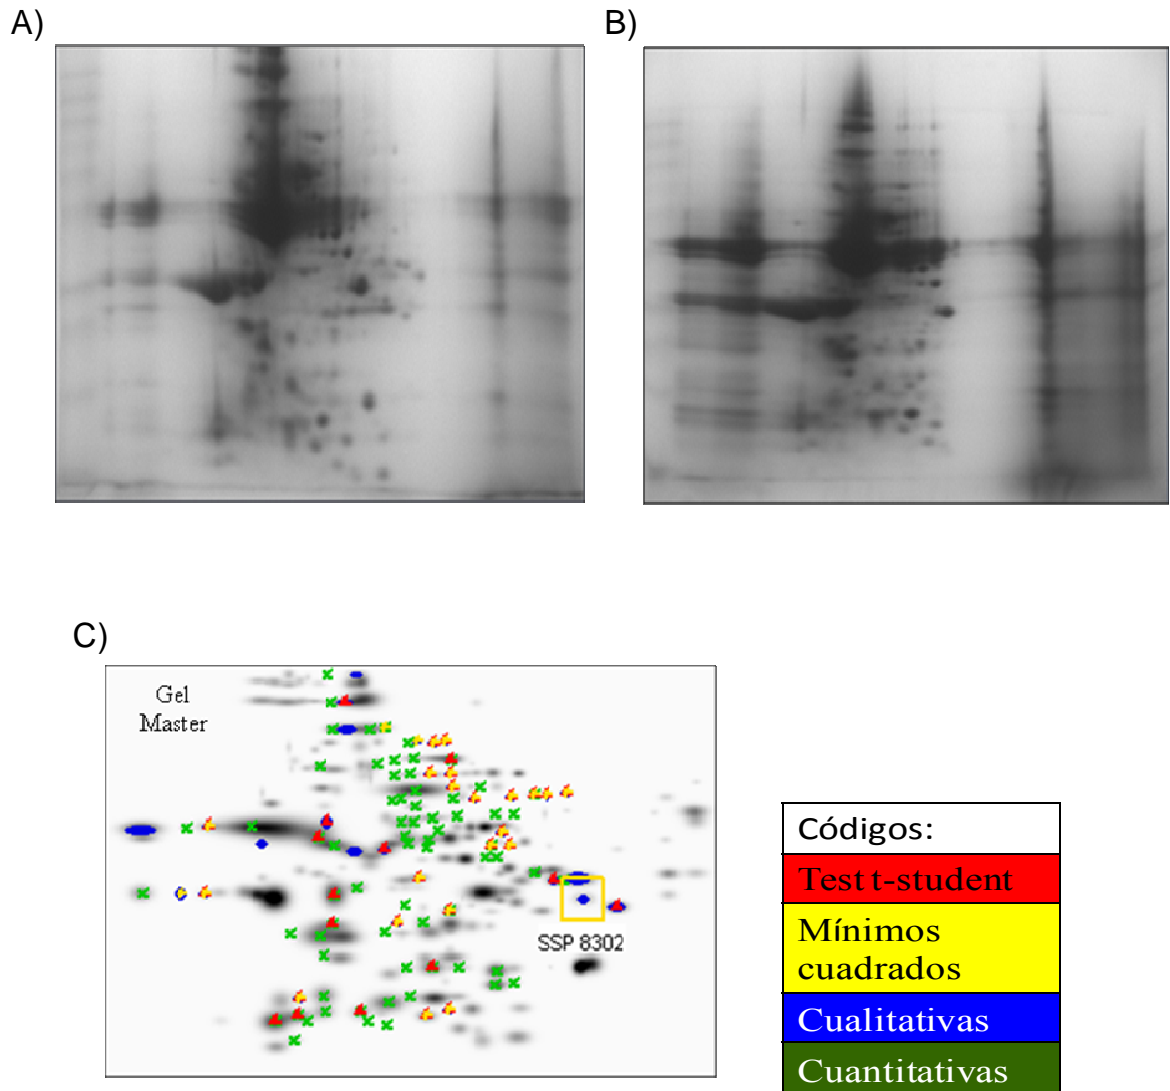 A)
B)
C)
Gel
Master
SSP 8302
Códigos:
Test t-student
Mínimos
cuadrados
Cualitativas
Cuantitativas